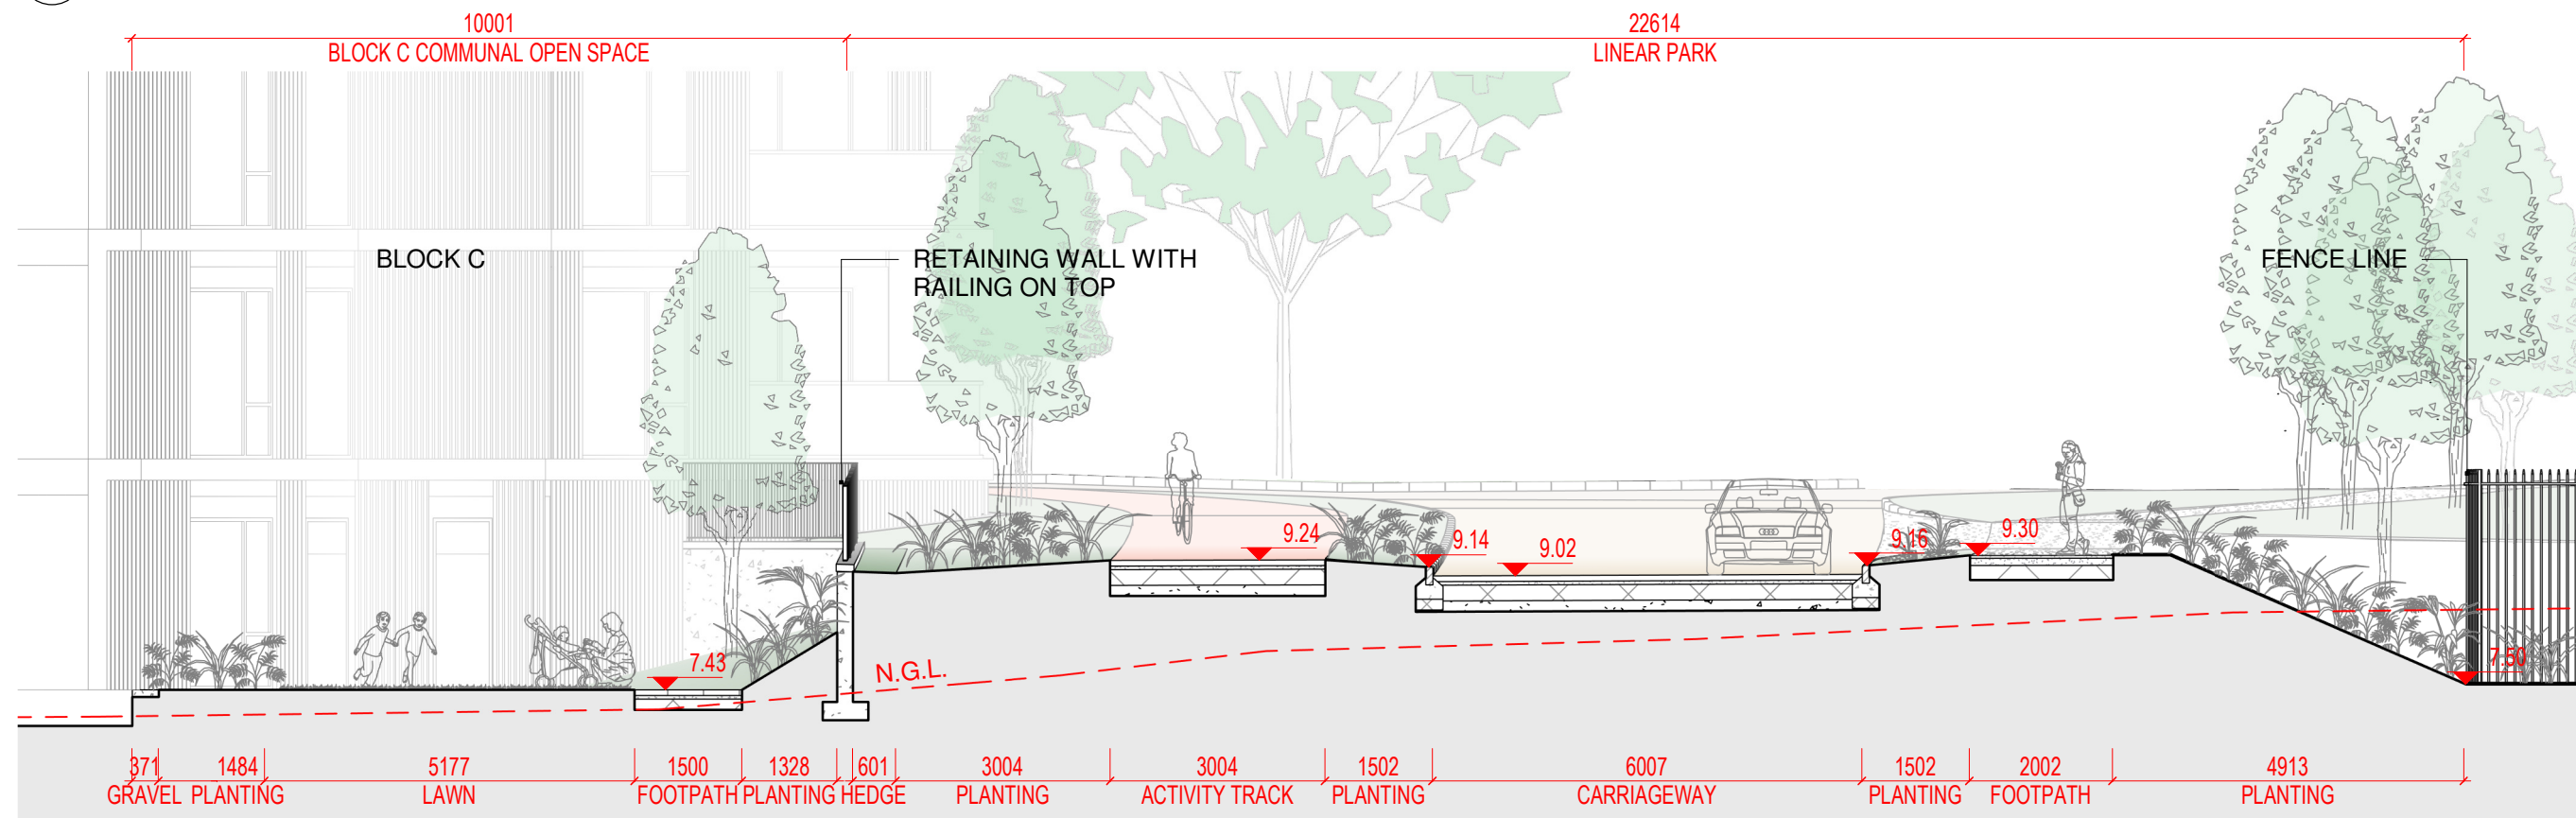 10001
BLOCK C COMMUNAL OPEN SPACE
22614
LINEAR PARK
BLOCK C
RETAINING WALL WITH
RAILING ON TOP
FENCE LINE
9.24
9.14
9.02
9.16
9.30
7.43
N.G.L.
7.50
371
GRAVEL
1484
PLANTING
5177
LAWN
1500
FOOTPATH
1328
PLANTING
601
HEDGE
3004
PLANTING
3004
ACTIVITY TRACK
1502
PLANTING
6007
CARRIAGEWAY
1502
PLANTING
2002
FOOTPATH
4913
PLANTING